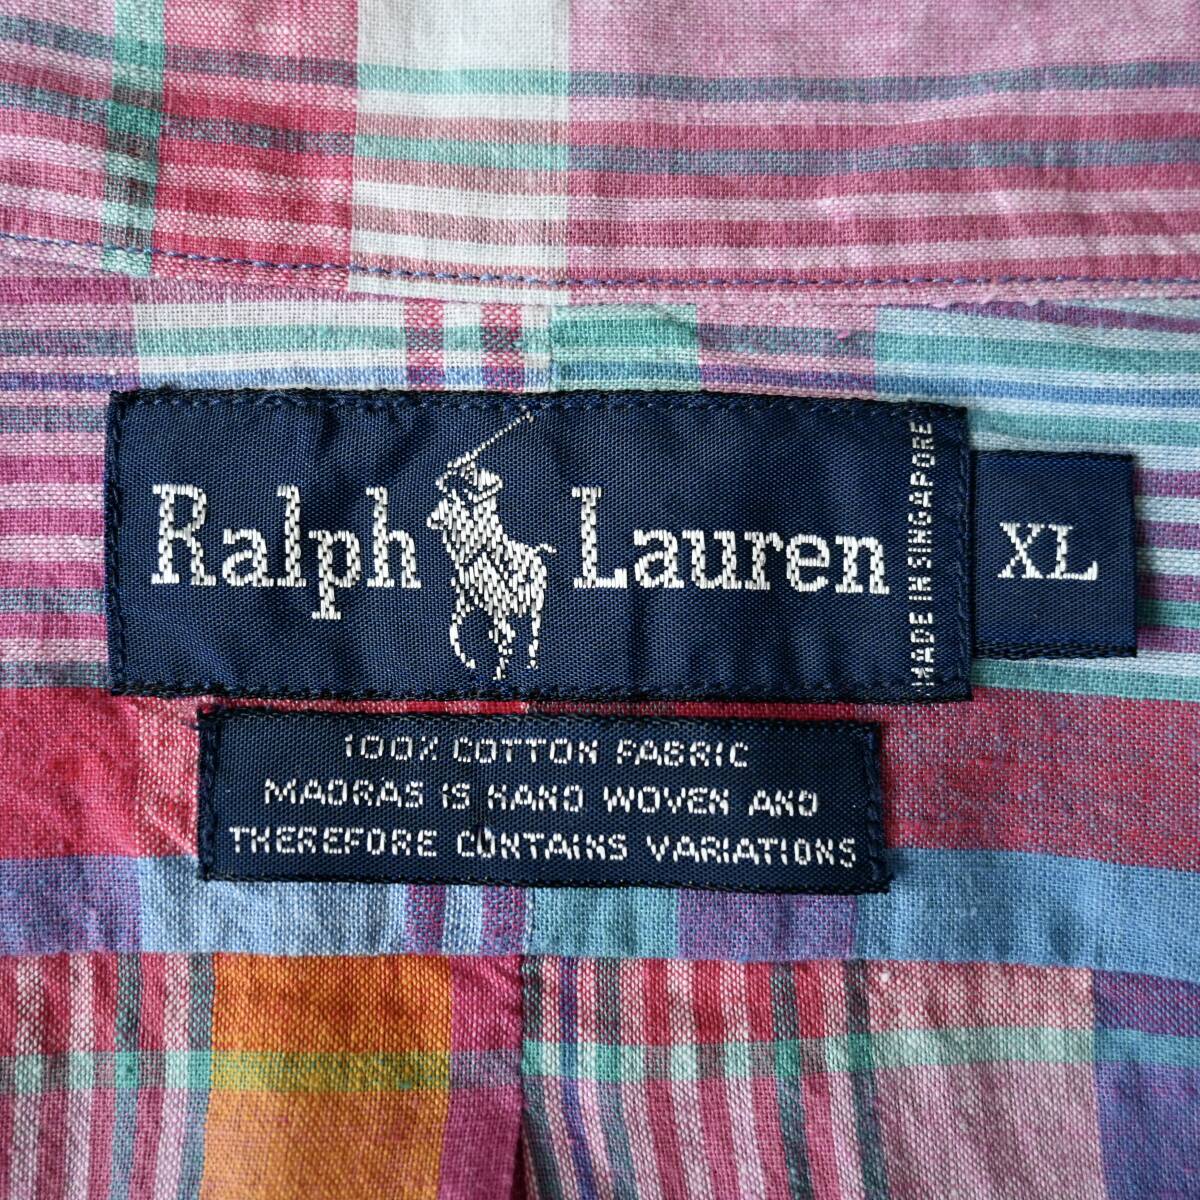 Ralph Lauren
MADE IN SINGAPORE
XL
100% COTTON FABRIC
MADRAS IS HAND WOVEN AND
THEREFORE CONTAINS VARIATIONS